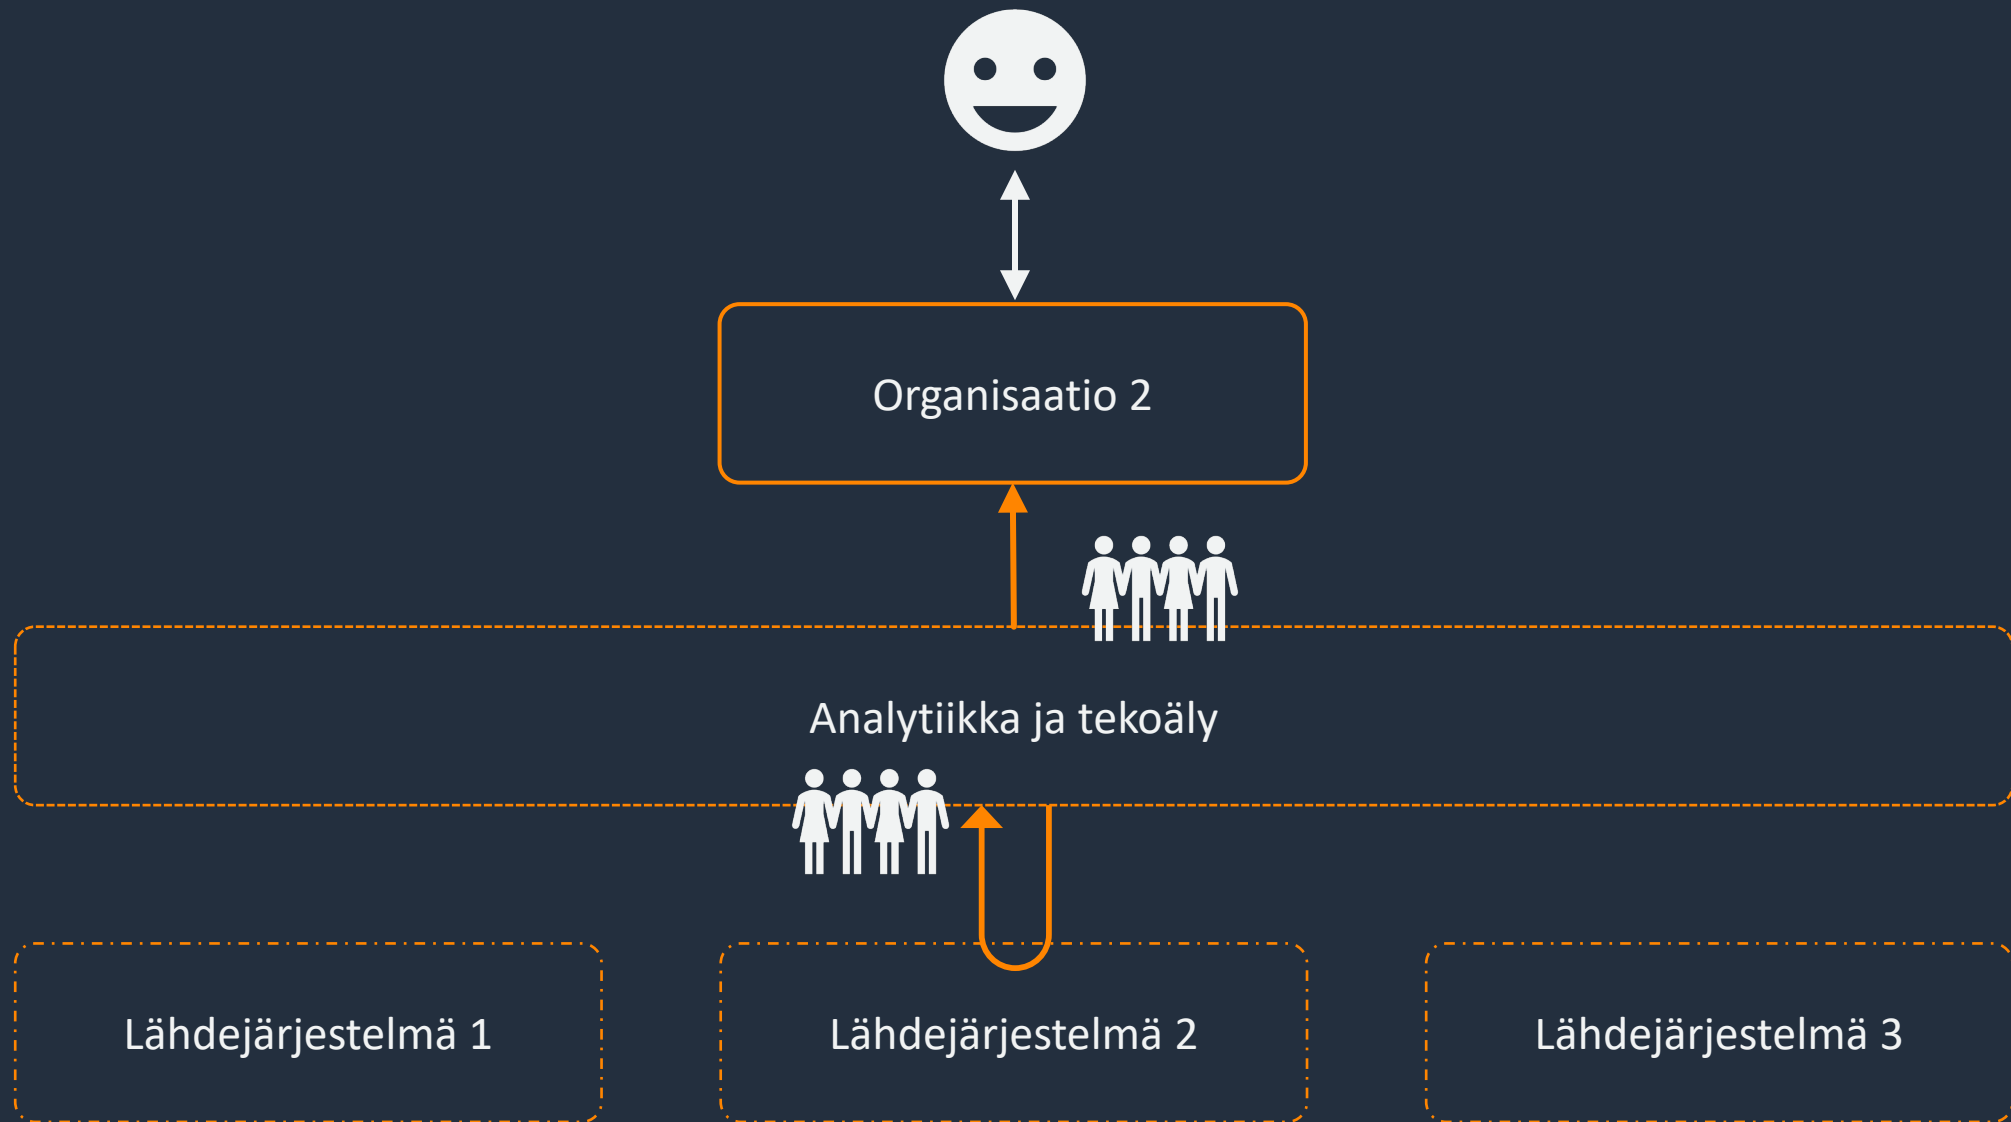 Organisaatio 2
Analytiikka ja tekoäly
Lähdejärjestelmä 1
Lähdejärjestelmä 2
Lähdejärjestelmä 3